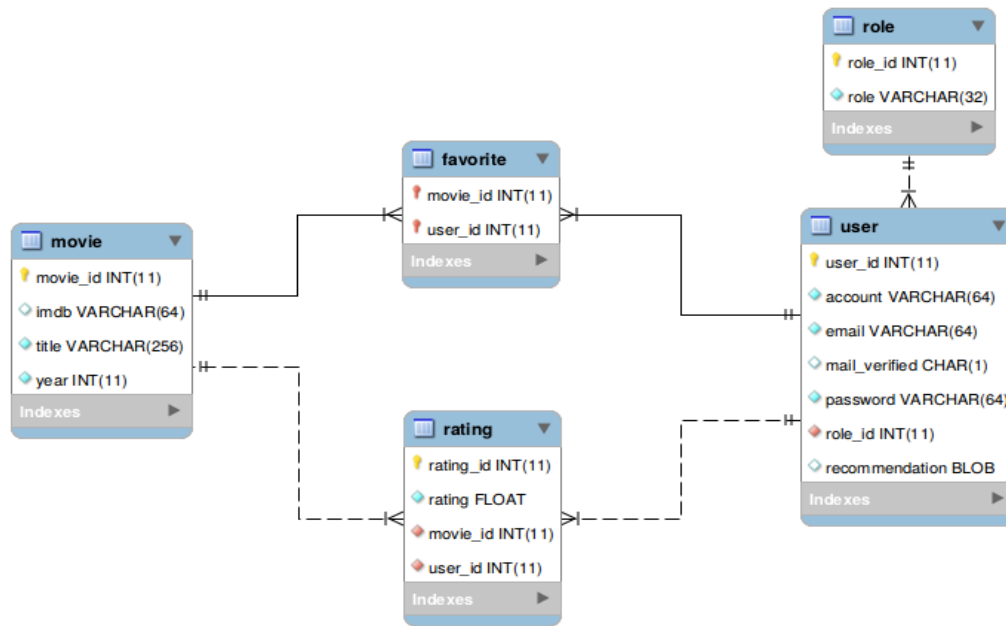 role
role_id INT(11)
role VARCHAR(32)
Indexes
favorite
movie_id INT(11)
user_id INT(11)
Indexes
movie
movie_id INT(11)
imdb VARCHAR(64)
title VARCHAR(256)
year INT(11)
Indexes
user
user_id INT(11)
account VARCHAR(64)
email VARCHAR(64)
mail_verified CHAR(1)
password VARCHAR(64)
role_id INT(11)
recommendation BLOB
Indexes
rating
rating_id INT(11)
rating FLOAT
movie_id INT(11)
user_id INT(11)
Indexes